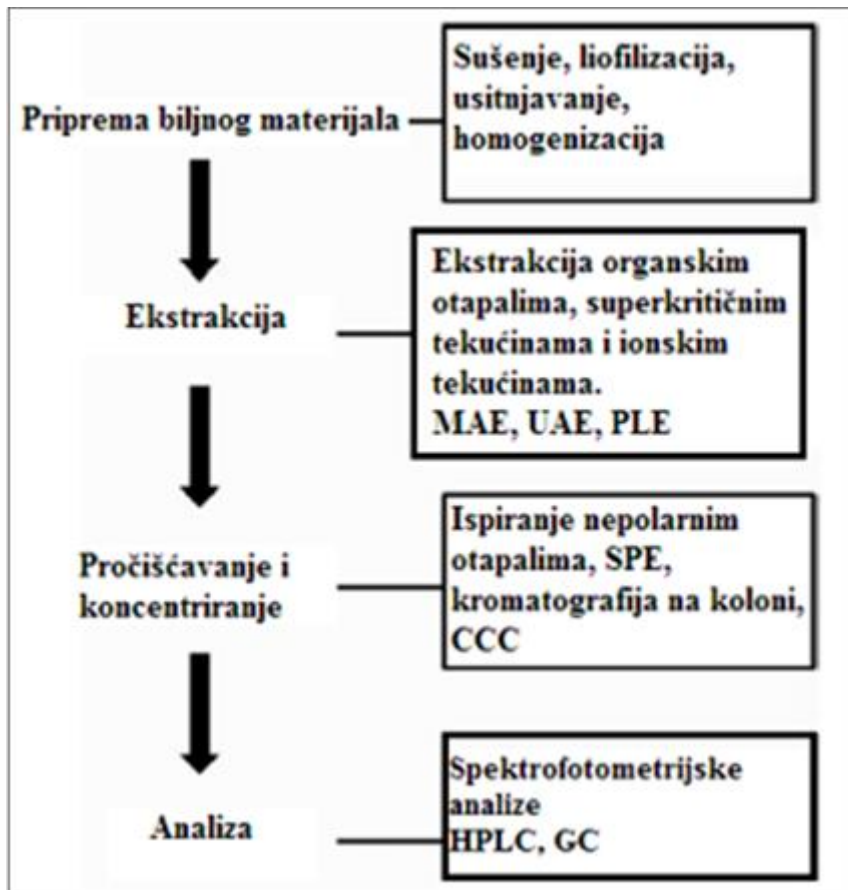 Priprema biljnog materijala
Sušenje, liofilizacija,
usitnjavanje,
homogenizacija
Ekstrakcija
Ekstrakcija organskim
otapalima, superkritičnim
tekućinama i ionskim
tekućinama.
MAE, UAE, PLE
Pročišćavanje i
koncentriranje
Ispiranje nepolarnim
otapalima, SPE,
kromatografija na koloni,
CCC
Analiza
Spektrofotometrijske
analize
HPLC, GC